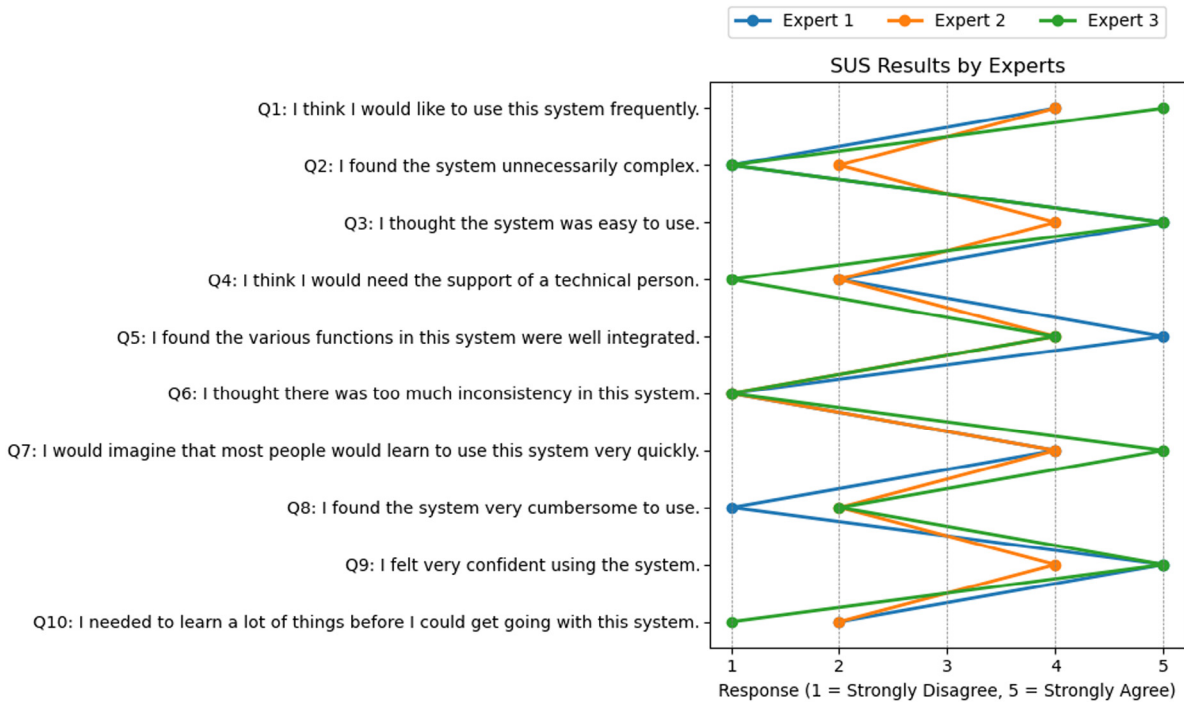 Expert 1 Expert 2 Expert 3
SUS Results by Experts
Q1: I think I would like to use this system frequently.
Q2: I found the system unnecessarily complex.
Q3: I thought the system was easy to use.
Q4: I think I would need the support of a technical person.
Q5: I found the various functions in this system were well integrated.
Q6: I thought there was too much inconsistency in this system.
Q7: I would imagine that most people would learn to use this system very quickly.
Q8: I found the system very cumbersome to use.
Q9: I felt very confident using the system.
Q10: I needed to learn a lot of things before I could get going with this system.
1 2 3 4 5
Response (1 = Strongly Disagree, 5 = Strongly Agree)